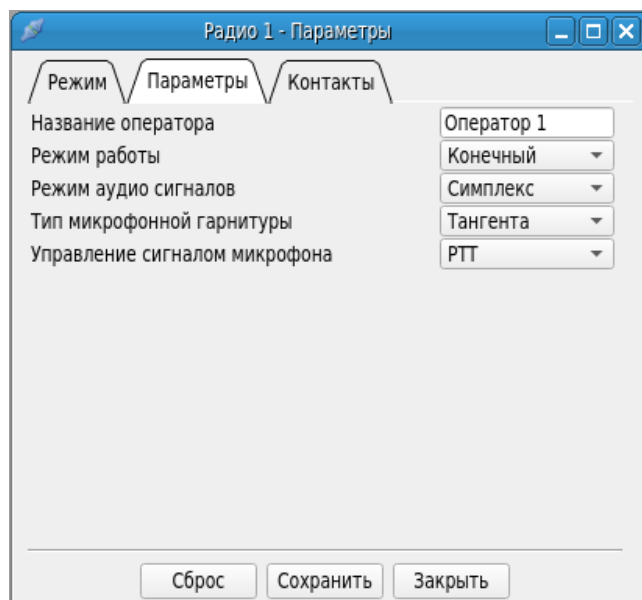 Радио 1 - Параметры
Режим Параметры Контакты
Название оператора Оператор 1
Режим работы Конечный
Режим аудио сигналов Симплекс
Тип микрофонной гарнитуры Тангента
Управление сигналом микрофона РТТ
Сброс Сохранить Закрыть